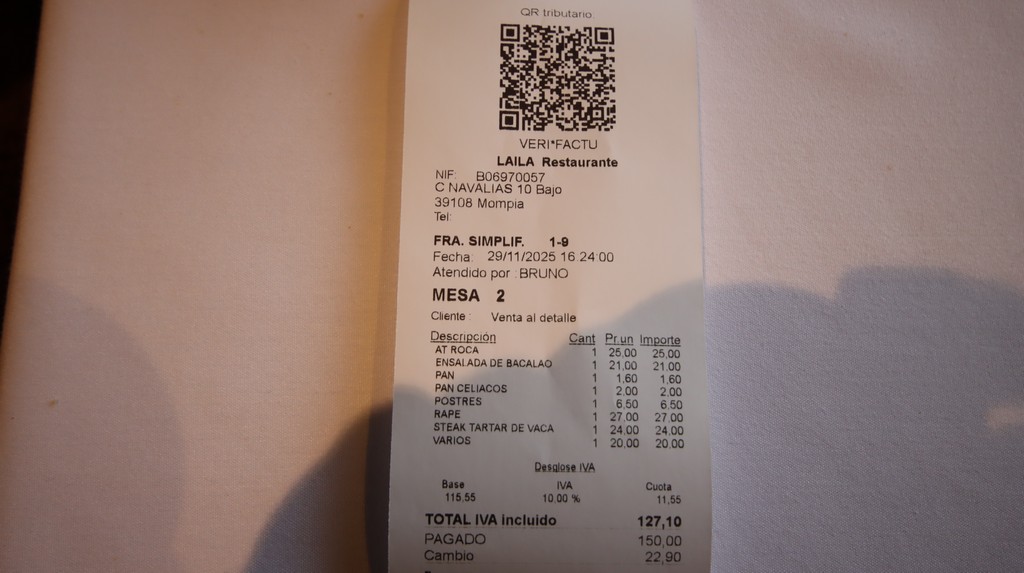 QR tributario
VERI*FACTU
LAILA Restaurante
NIF: B06970057
C NAVALIAS 10 Bajo
39108 Mompia
Tel:
FRA. SIMPLIF. 1-9
Fecha: 29/11/2025 16:24:00
Atendido por : BRUNO
MESA 2
Cliente : Venta al detalle
Descripción Cant Pr.un Importe
AT ROCA 1 25,00 25,00
ENSALADA DE BACALAO 1 21,00 21,00
PAN 1 1,60 1,60
PAN CELIACOS 1 2,00 2,00
POSTRES 1 6,50 6,50
RAPE 1 27,00 27,00
STEAK TARTAR DE VACA 1 24,00 24,00
VARIOS 1 20,00 20,00
Desglose IVA
Base IVA Cuota
115.55 10,00 % 11,55
TOTAL IVA incluido 127,10
PAGADO 150,00
Cambio 22,90